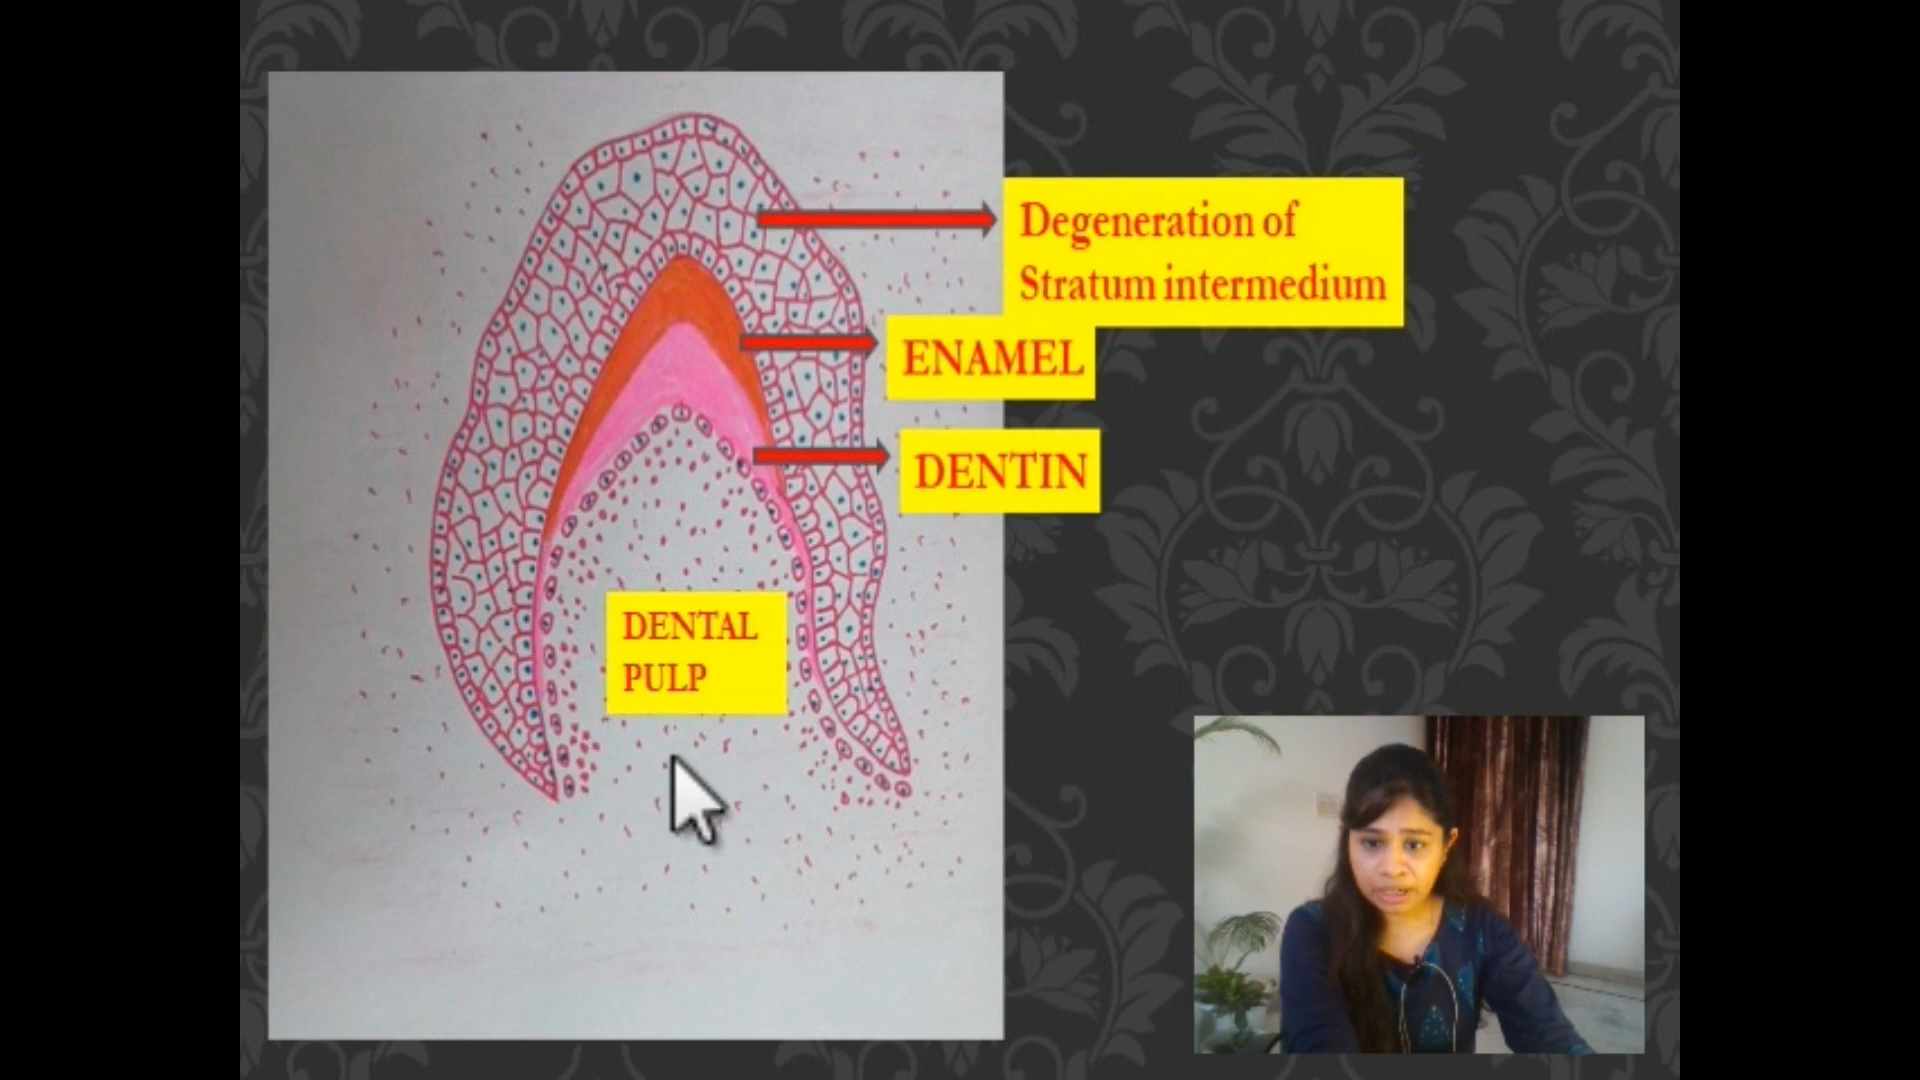 Degeneration of
Stratum intermedium
ENAMEL
DENTIN
DENTAL
PULP